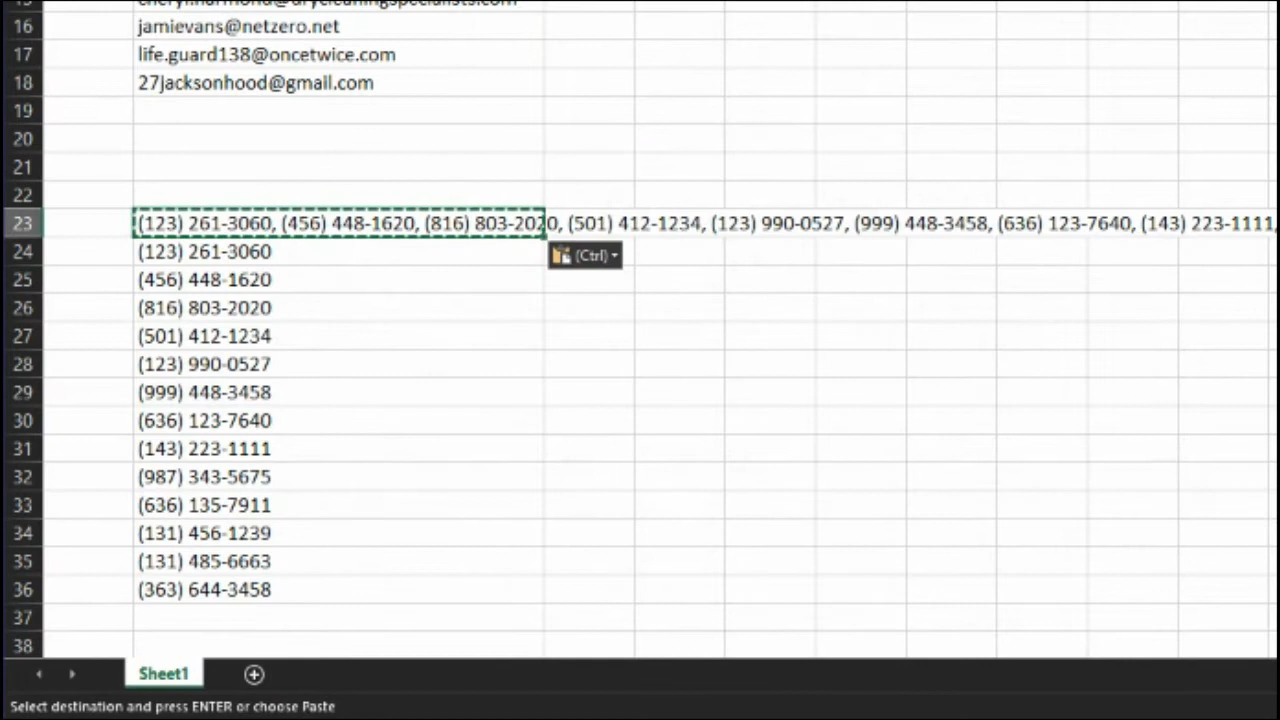 15 cheryl.harmond@drycleaningspecialists.com
16 jamievans@netzero.net
17 life.guard138@oncetwice.com
18 27jacksonhood@gmail.com
19
20
21
22
23 (123) 261-3060, (456) 448-1620, (816) 803-2020, (501) 412-1234, (123) 990-0527, (999) 448-3458, (636) 123-7640, (143) 223-1111,
24 (123) 261-3060
(Ctrl)
25 (456) 448-1620
26 (816) 803-2020
27 (501) 412-1234
28 (123) 990-0527
29 (999) 448-3458
30 (636) 123-7640
31 (143) 223-1111
32 (987) 343-5675
33 (636) 135-7911
34 (131) 456-1239
35 (131) 485-6663
36 (363) 644-3458
37
38
Sheet1
Select destination and press ENTER or choose Paste